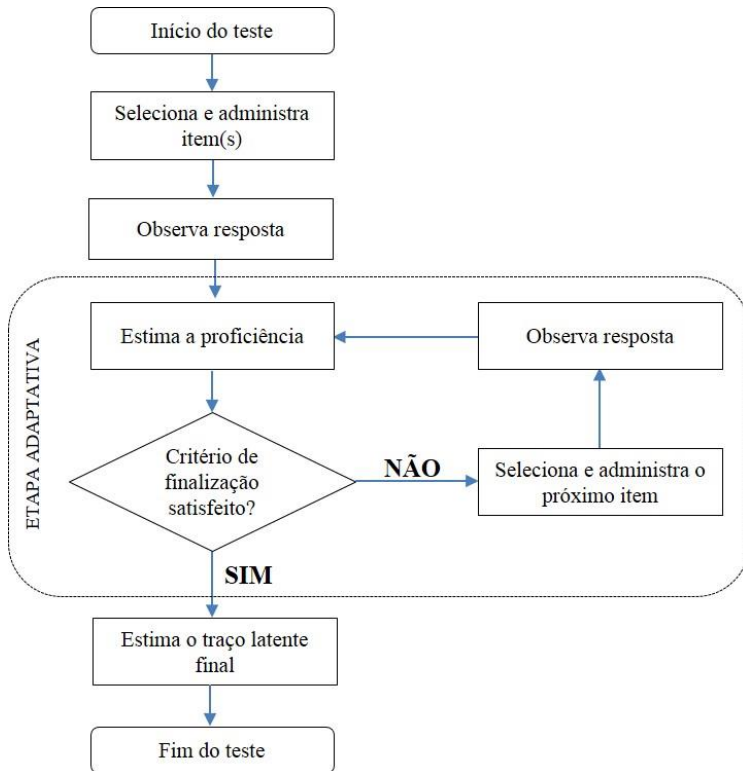 Início do teste
Seleciona e administra
item(s)
Observa resposta
ETAPA ADAPTATIVA
Estima a proficiência
Observa resposta
Critério de
finalização
satisfeito?
NÃO
Seleciona e administra o
próximo item
SIM
Estima o traço latente
final
Fim do teste